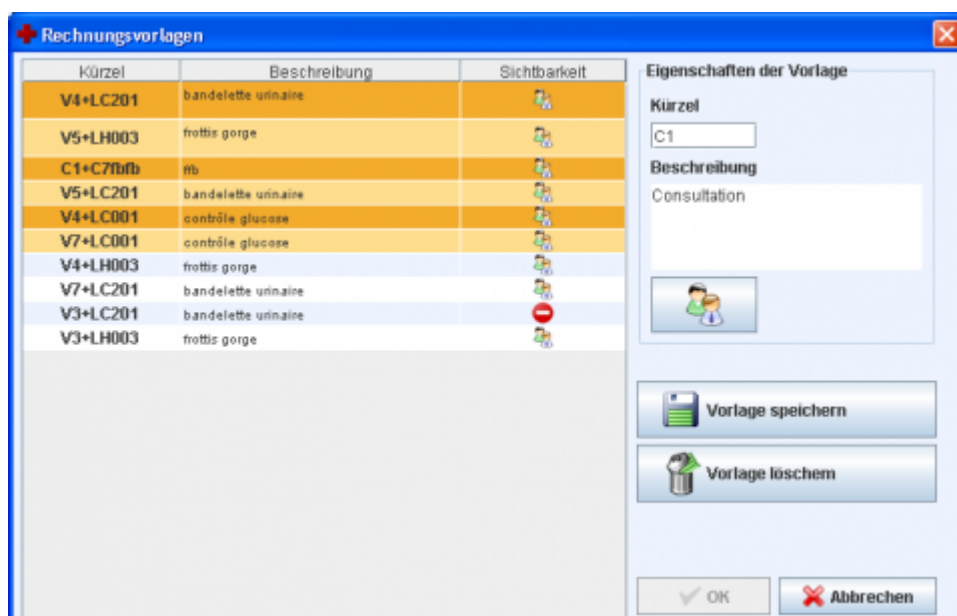 Rechnungsvorlagen
Kürzel Beschreibung Sichtbarkeit
V4+LC201 bandelette urinaire
V5+LH003 frottis gorge
C1+C7fbfb ffb
V5+LC201 bandelette urinaire
V4+LC001 contrôle glucose
V7+LC001 contrôle glucose
V4+LH003 frottis gorge
V7+LC201 bandelette urinaire
V3+LC201 bandelette urinaire
V3+LH003 frottis gorge
Eigenschaften der Vorlage
Kürzel
C1
Beschreibung
Consultation
Vorlage speichern
Vorlage löschem
OK Abbrechen